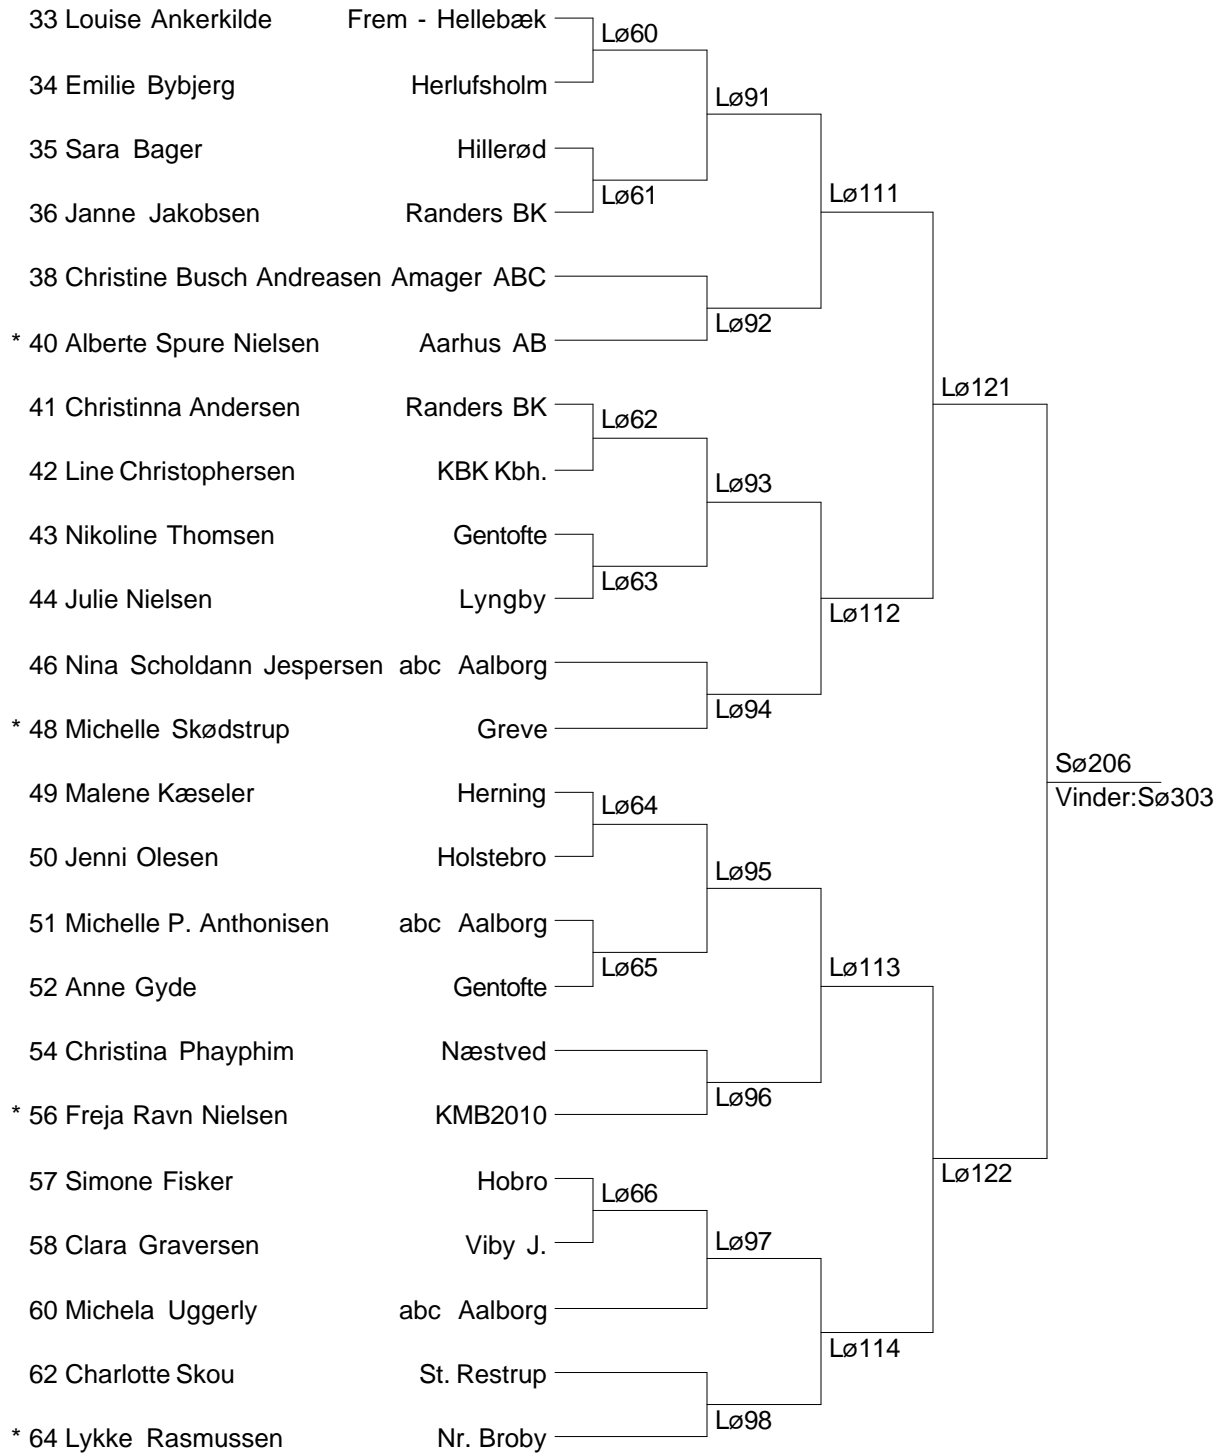 33 Louise Ankerkilde Frem - Hellebæk
Lø60
34 Emilie Bybjerg Herlufsholm
Lø91
35 Sara Bager Hillerød
Lø61
Lø111
36 Janne Jakobsen Randers BK
38 Christine Busch Andreasen Amager ABC
Lø92
* 40 Alberte Spure Nielsen Aarhus AB
Lø121
41 Christinna Andersen Randers BK
Lø62
42 Line Christophersen KBK Kbh.
Lø93
43 Nikoline Thomsen Gentofte
Lø63
44 Julie Nielsen Lyngby
Lø112
46 Nina Scholdann Jespersen abc Aalborg
Lø94
* 48 Michelle Skødstrup Greve
Sø206
49 Malene Kæseler Herning
Vinder:Sø303
Lø64
50 Jenni Olesen Holstebro
Lø95
51 Michelle P. Anthonisen abc Aalborg
Lø65
Lø113
52 Anne Gyde Gentofte
54 Christina Phayphim Næstved
Lø96
* 56 Freja Ravn Nielsen KMB2010
Lø122
57 Simone Fisker Hobro
Lø66
58 Clara Graversen Viby J.
Lø97
60 Michela Uggerly abc Aalborg
Lø114
62 Charlotte Skou St. Restrup
Lø98
* 64 Lykke Rasmussen Nr. Broby